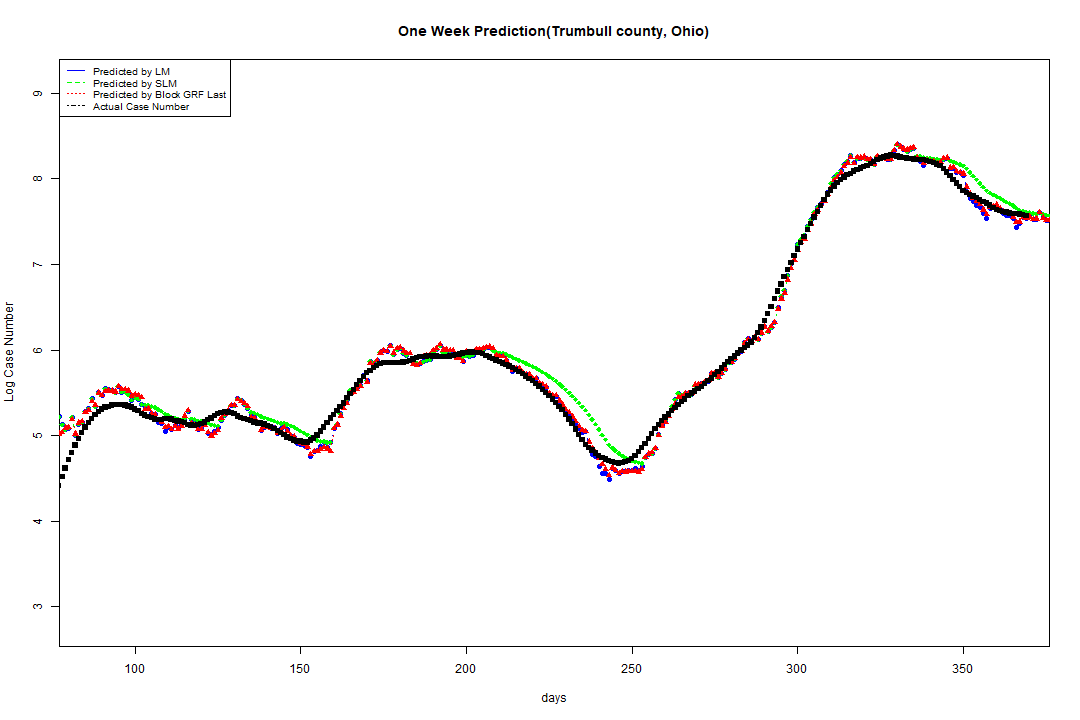 One Week Prediction(Trumbull county, Ohio)
Predicted by LM
Predicted by SLM
Predicted by Block GRF Last
Actual Case Number
9
8
7
6
5
4
3
Log Case Number
100 150 200 250 300 350
days